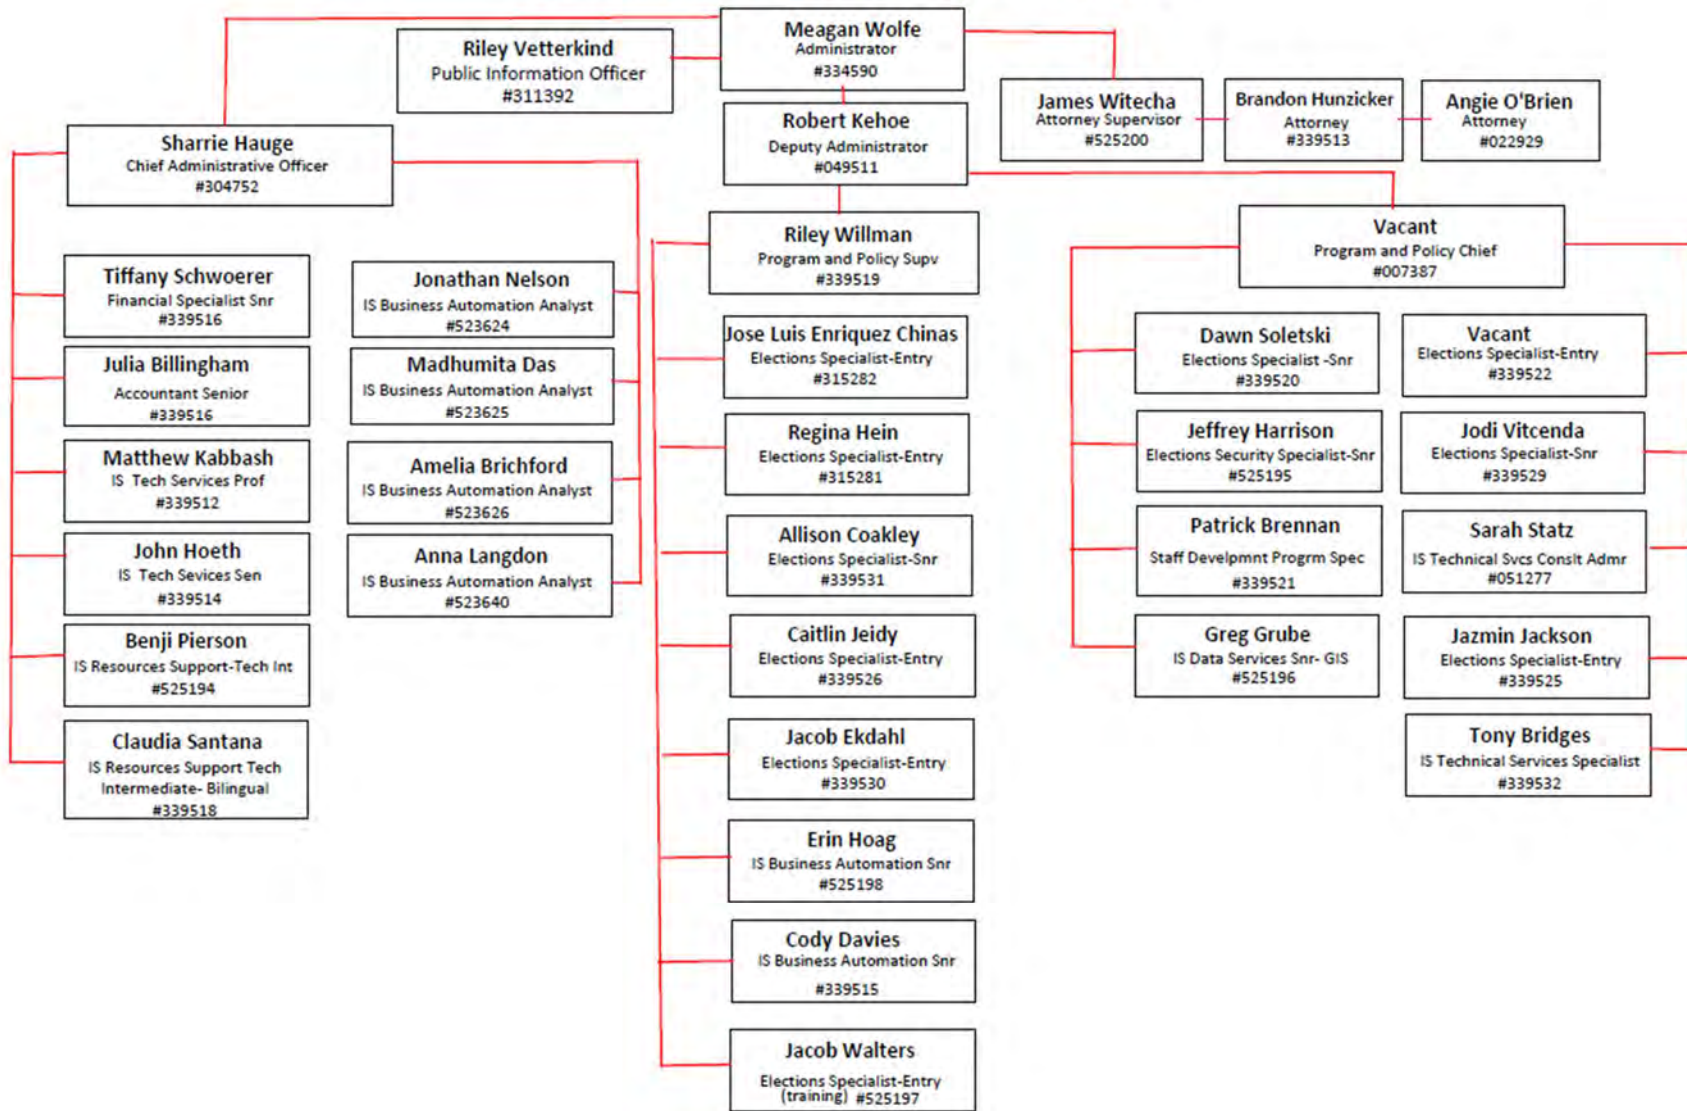 Meagan Wolfe
Administrator
#334590
Riley Vetterkind
Public Information Officer
#311392
James Witecha
Attorney Supervisor
#525200
Brandon Hunzicker
Attorney
#339513
Angie O'Brien
Attorney
#022929
Robert Kehoe
Deputy Administrator
#049511
Sharrie Hauge
Chief Administrative Officer
#304752
Riley Willman
Program and Policy Supv
#339519
Vacant
Program and Policy Chief
#007387
Tiffany Schwoerer
Financial Specialist Snr
#339516
Julia Billingham
Accountant Senior
#339516
Matthew Kabbash
IS Tech Services Prof
#339512
John Hoeth
IS Tech Sevices Sen
#339514
Benji Pierson
IS Resources Support-Tech Int
#525194
Claudia Santana
IS Resources Support Tech
Intermediate- Bilingual
#339518
Jonathan Nelson
IS Business Automation Analyst
#523624
Madhumita Das
IS Business Automation Analyst
#523625
Amelia Brichford
IS Business Automation Analyst
#523626
Anna Langdon
IS Business Automation Analyst
#523640
Jose Luis Enriquez Chinas
Elections Specialist-Entry
#315282
Regina Hein
Elections Specialist-Entry
#315281
Allison Coakley
Elections Specialist-Snr
#339531
Caitlin Jeidy
Elections Specialist-Entry
#339526
Jacob Ekdahl
Elections Specialist-Entry
#339530
Erin Hoag
IS Business Automation Snr
#525198
Cody Davies
IS Business Automation Snr
#339515
Jacob Walters
Elections Specialist-Entry
(training) #525197
Dawn Soletski
Elections Specialist -Snr
#339520
Jeffrey Harrison
Elections Security Specialist-Snr
#525195
Patrick Brennan
Staff Develpmnt Progrm Spec
#339521
Greg Grube
IS Data Services Snr- GIS
#525196
Vacant
Elections Specialist-Entry
#339522
Jodi Vitcenda
Elections Specialist-Snr
#339529
Sarah Statz
IS Technical Svcs Conslt Admr
#051277
Jazmin Jackson
Elections Specialist-Entry
#339525
Tony Bridges
IS Technical Services Specialist
#339532